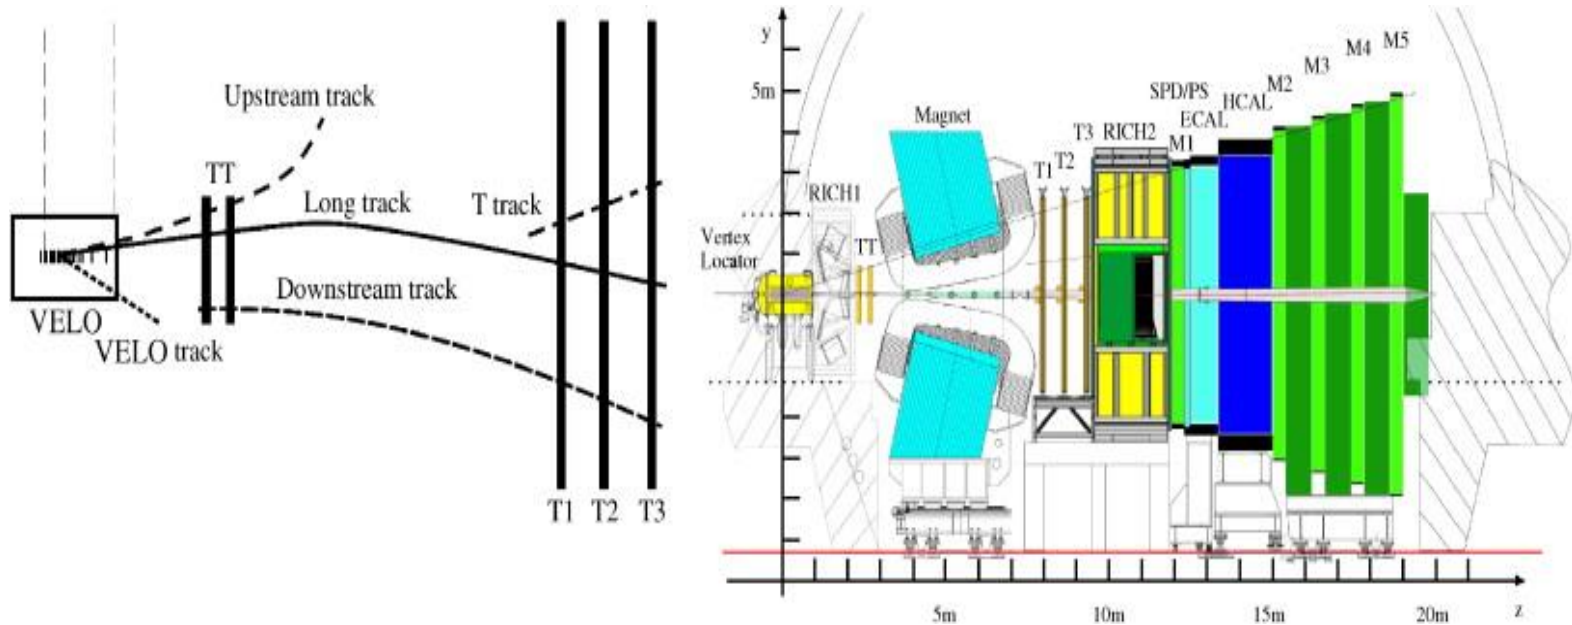 Upstream track
TT
Long track
T track
Downstream track
VELO
VELO track
T1 T2 T3
y
5m
Vertex
Locator
RICH1
TT
Magnet
T1
T2
T3
RICH2
M1
SPD/PS
ECAL
HCAL
M2
M3
M4
M5
5m
10m
15m
20m
z